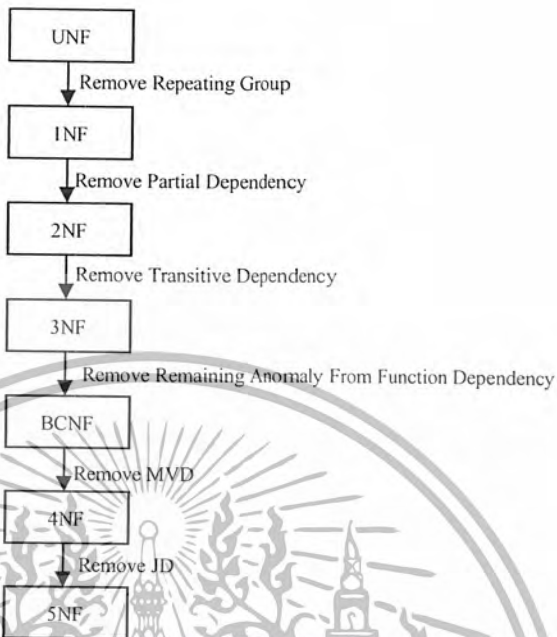 UNF
Remove Repeating Group
1NF
Remove Partial Dependency
2NF
Remove Transitive Dependency
3NF
Remove Remaining Anomaly From Function Dependency
BCNF
Remove MVD
4NF
Remove JD
5NF